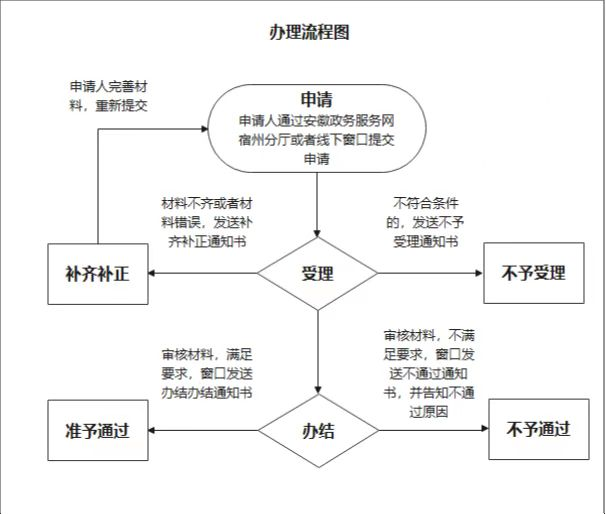 办理流程图
申请人完善材
料，重新提交
申请
申请人通过安徽政务服务网
宿州分厅或者线下窗口提交
申请
材料不齐或者材
料错误，发送补
齐补正通知书
不符合条件
的，发送不予
受理通知书
补齐补正
受理
不予受理
审核材料，满足
要求，窗口发送
办结办结通知书
审核材料，不满
足要求，窗口发
送不通过通知
书，并告知不通
过原因
准予通过
办结
不予通过